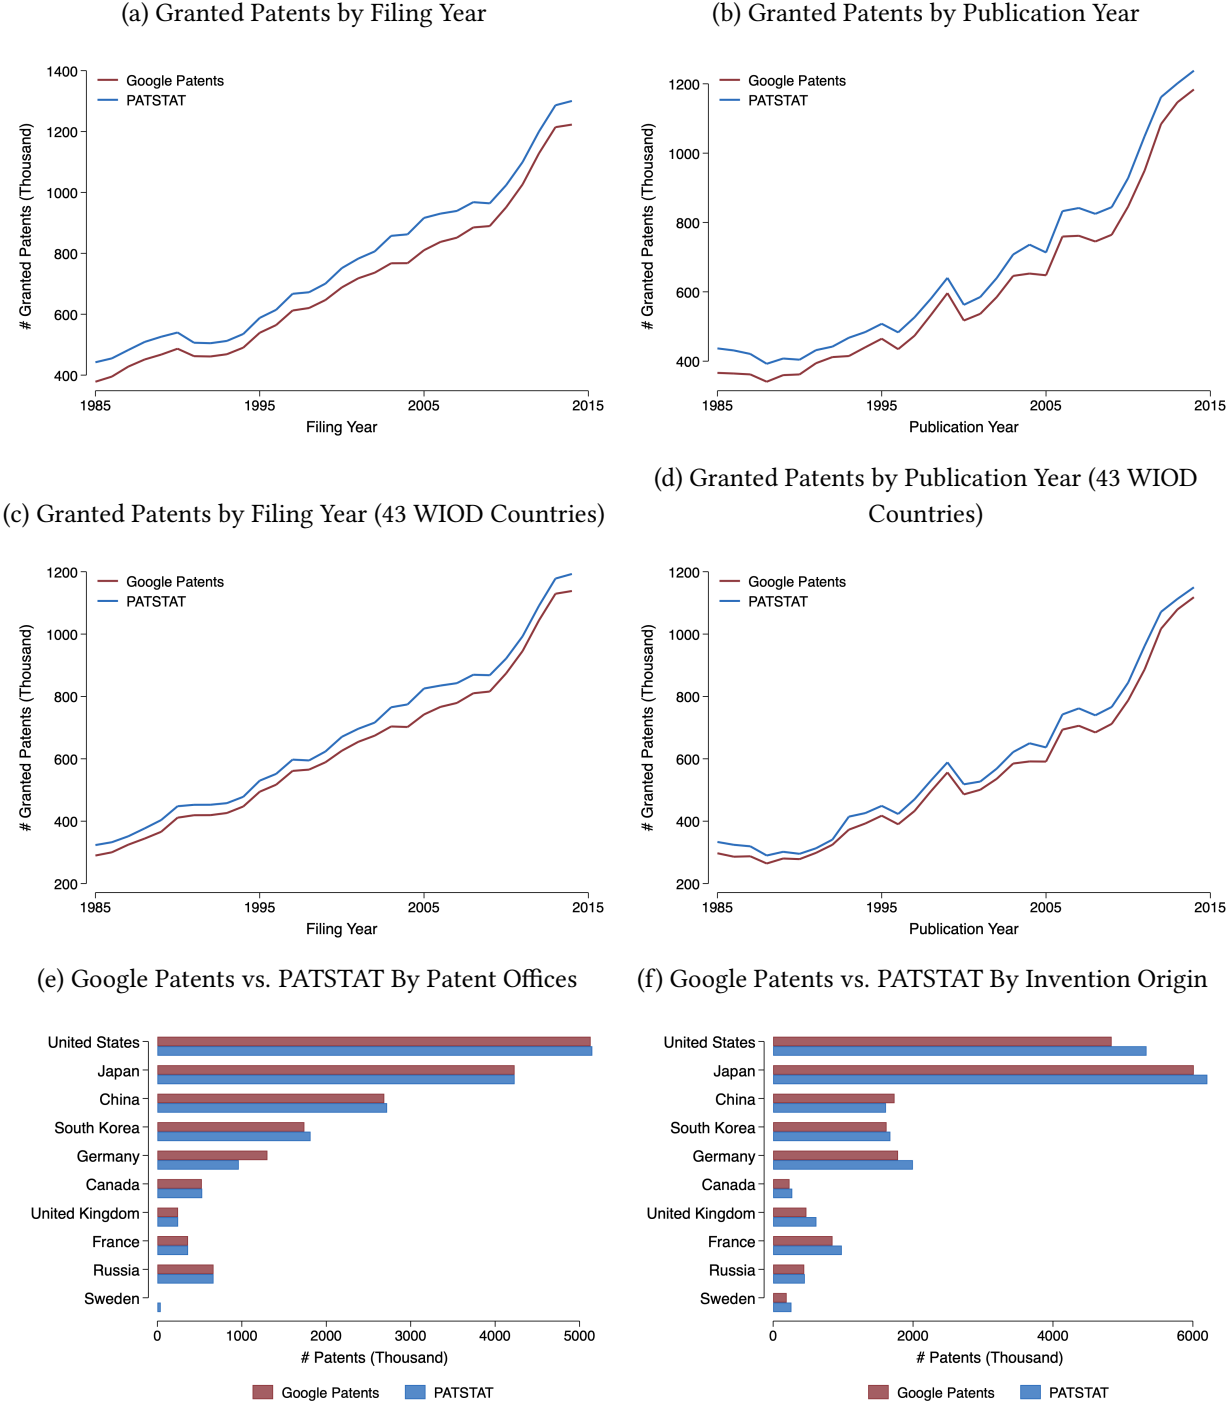 (a) Granted Patents by Filing Year
# Granted Patents (Thousand)
1400
1200
1000
800
600
400
Google Patents
PATSTAT
1985
1995
2005
2015
Filing Year
(b) Granted Patents by Publication Year
# Granted Patents (Thousand)
1200
1000
800
600
400
Google Patents
PATSTAT
1985
1995
2005
2015
Publication Year
(c) Granted Patents by Filing Year (43 WIOD Countries)
# Granted Patents (Thousand)
1200
1000
800
600
400
200
Google Patents
PATSTAT
1985
1995
2005
2015
Filing Year
(d) Granted Patents by Publication Year (43 WIOD
Countries)
# Granted Patents (Thousand)
1200
1000
800
600
400
200
Google Patents
PATSTAT
1985
1995
2005
2015
Publication Year
(e) Google Patents vs. PATSTAT By Patent Offices
United States
Japan
China
South Korea
Germany
Canada
United Kingdom
France
Russia
Sweden
0
1000
2000
3000
4000
5000
# Patents (Thousand)
Google Patents
PATSTAT
(f) Google Patents vs. PATSTAT By Invention Origin
United States
Japan
China
South Korea
Germany
Canada
United Kingdom
France
Russia
Sweden
0
2000
4000
6000
# Patents (Thousand)
Google Patents
PATSTAT